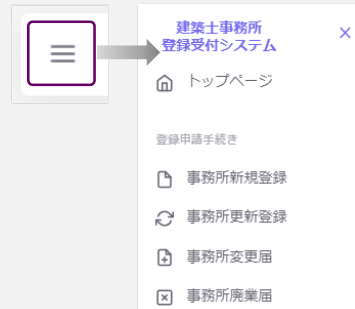 建築士事務所
登録受付システム
トップページ
登録申請手続き
事務所新規登録
事務所更新登録
事務所変更届
事務所廃業届